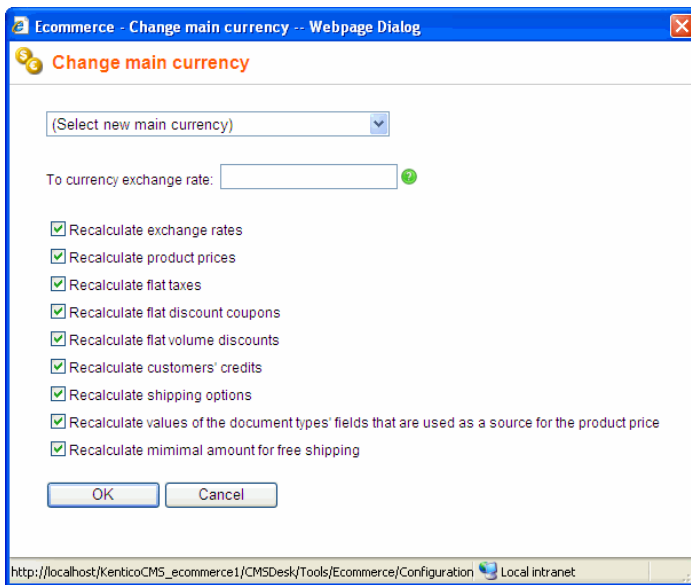 Ecommerce - Change main currency -- Webpage Dialog
Change main currency
(Select new main currency)
To currency exchange rate:
Recalculate exchange rates
Recalculate product prices
Recalculate flat taxes
Recalculate flat discount coupons
Recalculate flat volume discounts
Recalculate customers' credits
Recalculate shipping options
Recalculate values of the document types' fields that are used as a source for the product price
Recalculate mimimal amount for free shipping
OK Cancel
http://localhost/KenticoCMS_ecommerce1/CMSDesk/Tools/Ecommerce/Configuration Local intranet